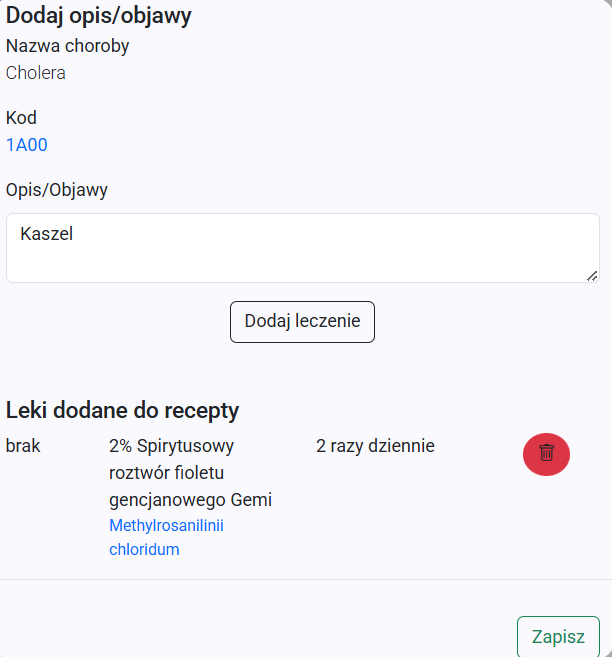 Dodaj opis/objawy
Nazwa choroby
Cholera
Kod
1A00
Opis/Objawy
Kaszel
Dodaj leczenie
Leki dodane do recepty
brak 2% Spirytusowy 2 razy dziennie
roztwór fioletu
gencjanowego Gemi
Methylrosanilinii
chloridum
Zapisz